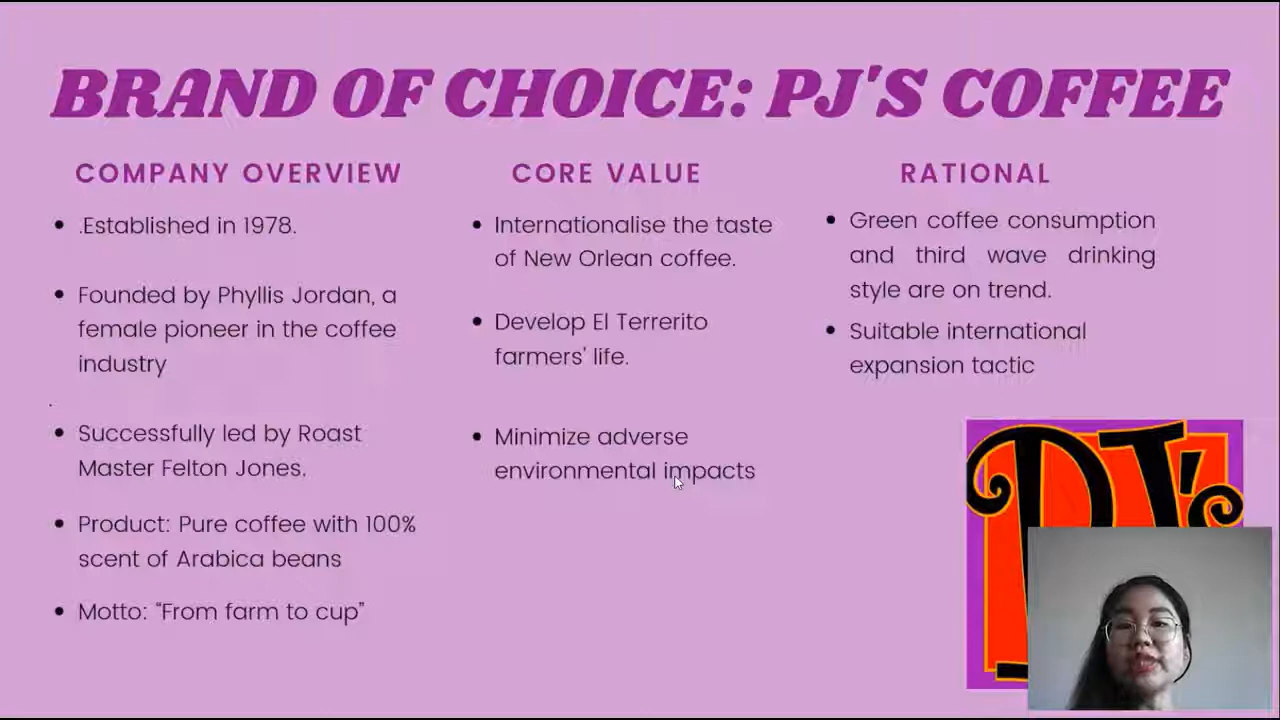 BRAND OF CHOICE: PJ'S COFFEE
COMPANY OVERVIEW
.Established in 1978.
Founded by Phyllis Jordan, a
female pioneer in the coffee
industry
.
Successfully led by Roast
Master Felton Jones.
Product: Pure coffee with 100%
scent of Arabica beans
Motto: "From farm to cup"
CORE VALUE
Internationalise the taste
of New Orlean coffee.
Develop El Terrerito
farmers' life.
Minimize adverse
environmental impacts
RATIONAL
Green coffee consumption
and third wave drinking
style are on trend.
Suitable international
expansion tactic
PJ's